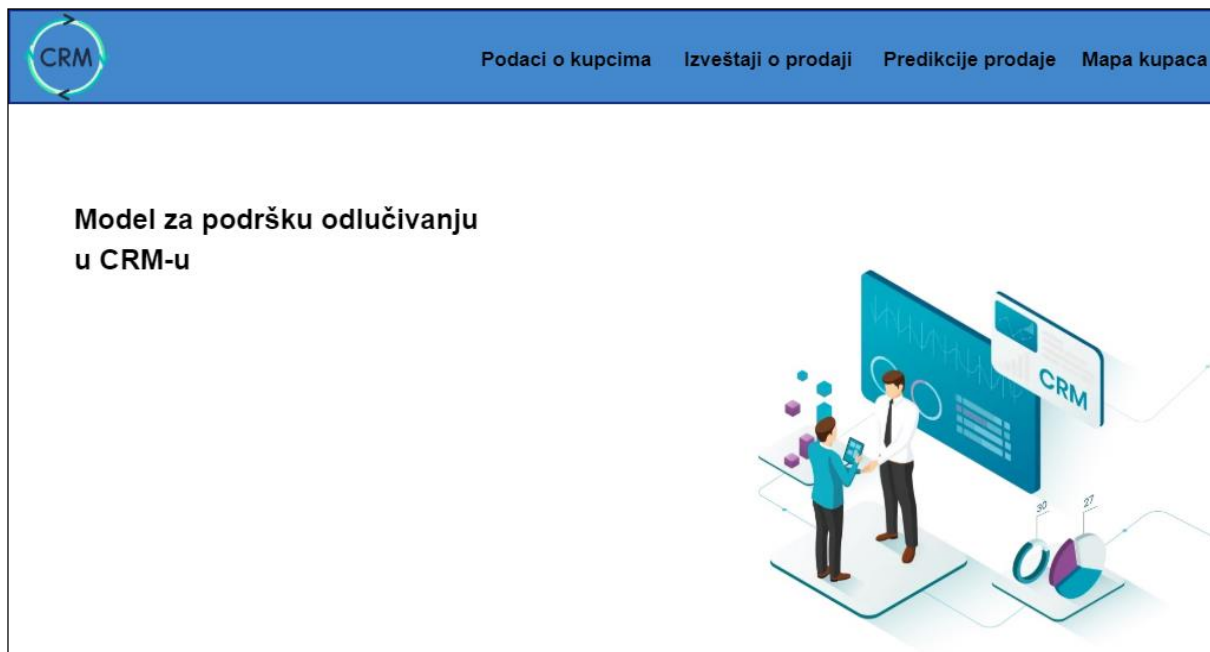 CRM
Podaci o kupcima Izveštaji o prodaji Predikcije prodaje Mapa kupaca
Model za podršku odlučivanju
u CRM-u
CRM
30
27